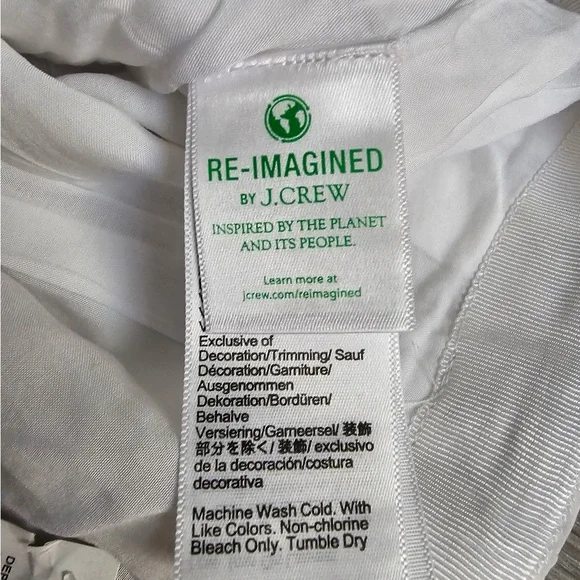 RE-IMAGINED
BY J.CREW
INSPIRED BY THE PLANET
AND ITS PEOPLE.
Learn more at
jcrew.com/reimagined
Exclusive of
Decoration/Trimming/ Sauf
Décoration/Garniture/
Ausgenommen
Dekoration/Bordüren/
Behalve
Versiering/Garneersel/ 装飾
部分を除く/ 装飾/ exclusivo
de la decoración/costura
decorativa
Machine Wash Cold. With
Like Colors. Non-chlorine
Bleach Only. Tumble Dry